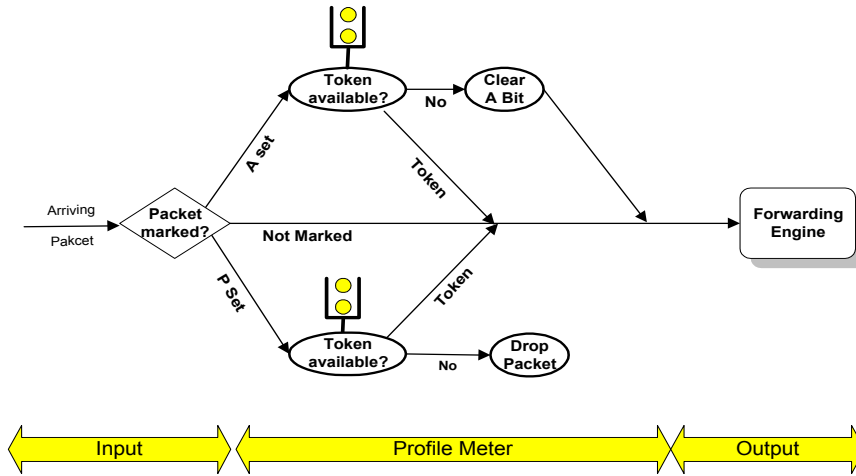 Token
available?
No
Clear
A Bit
A set
Token
Arriving
Pakcet
Packet
marked?
Not Marked
Forwarding
Engine
P Set
Token
Token
available?
No
Drop
Packet
Input
Profile Meter
Output